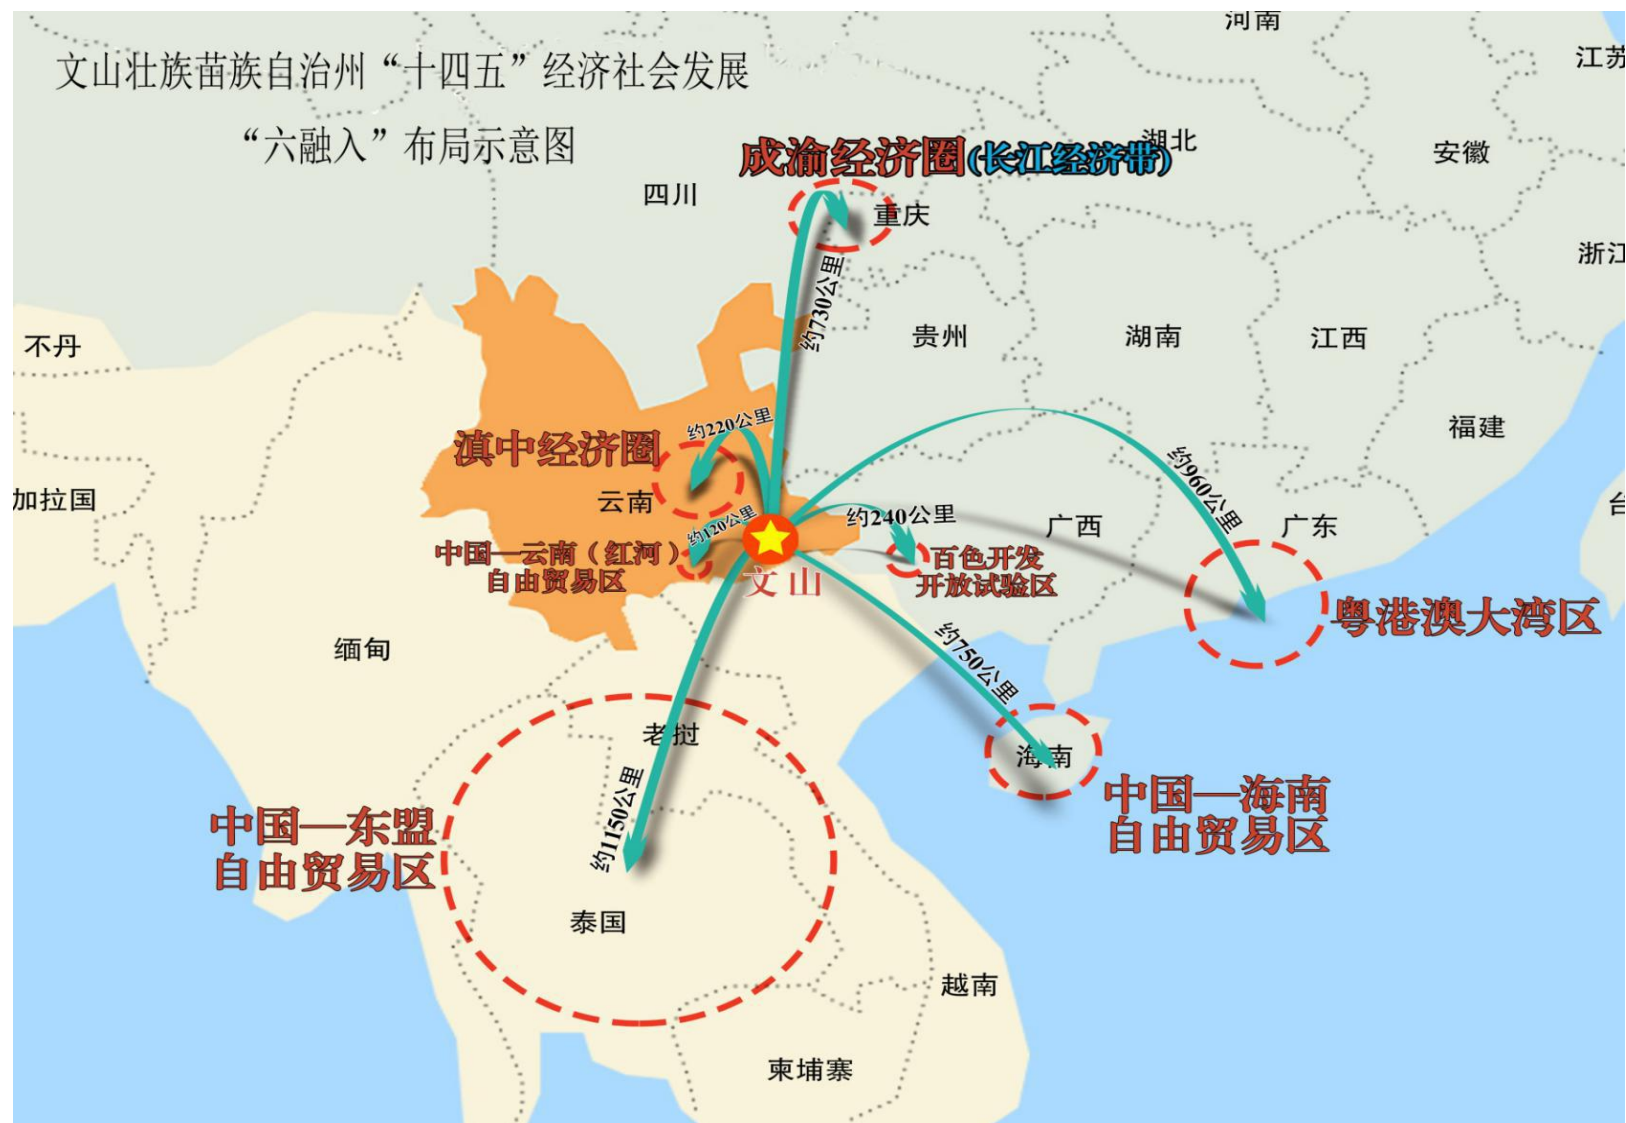 河南
江苏
文山壮族苗族自治州“十四五”经济社会发展
“六融入”布局示意图
成渝经济圈(长江经济带)
湖北
安徽
四川
重庆
浙江
约730公里
不丹
贵州
湖南
江西
约220公里
福建
滇中经济圈
约960公里
加拉国
云南
约120公里
约240公里
广西
广东
台
中国—云南（红河）
自由贸易区
文山
百色开发
开放试验区
粤港澳大湾区
缅甸
约750公里
老挝
海南
约1150公里
中国—海南
自由贸易区
中国—东盟
自由贸易区
泰国
越南
柬埔寨